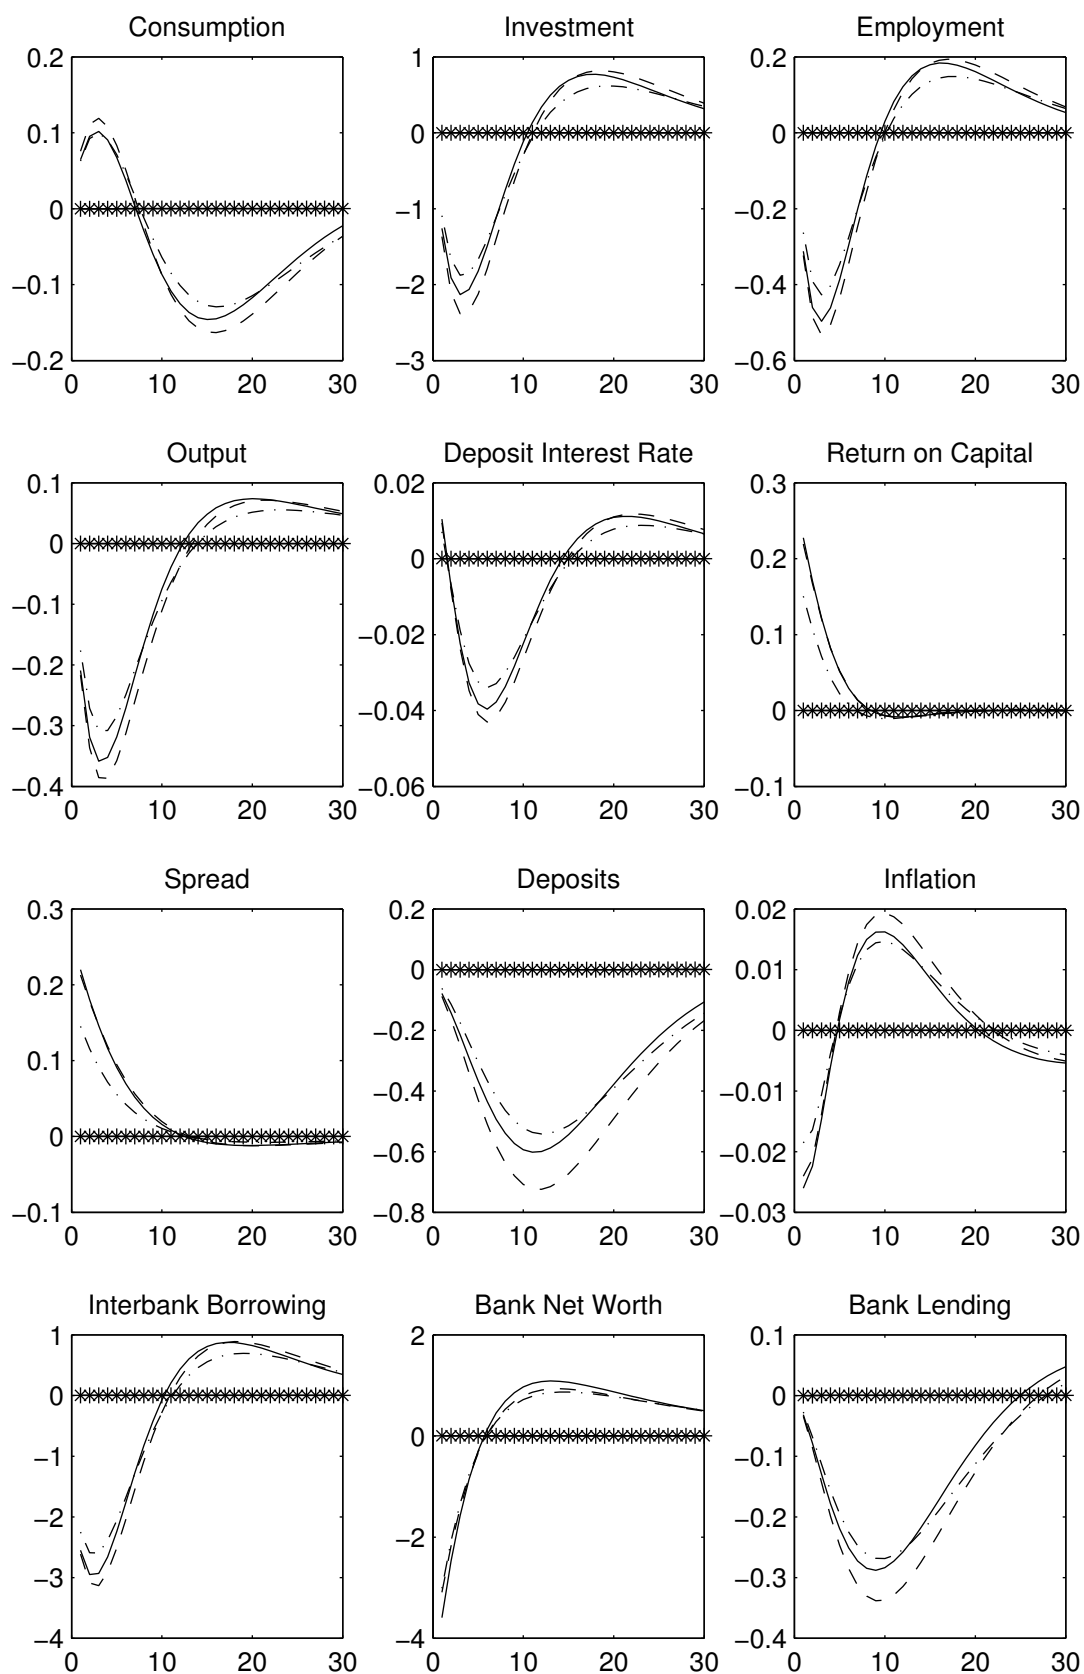 Consumption Investment Employment
0.2 1 0.2
0.1 0 0
0 −1 −0.2
−0.1 −2 −0.4
−0.2 −3 −0.6
0 10 20 30 0 10 20 30 0 10 20 30
Output Deposit Interest Rate Return on Capital
0.1 0.02 0.3
0 0 0.2
−0.1 −0.02 0.1
−0.2 −0.04 0
−0.3 −0.06 −0.1
−0.4
0 10 20 30 0 10 20 30 0 10 20 30
Spread Deposits Inflation
0.3 0.2 0.02
0.2 0 0.01
0.1 −0.2 0
0 −0.4 −0.01
−0.1 −0.6 −0.02
−0.8 −0.03
0 10 20 30 0 10 20 30 0 10 20 30
Interbank Borrowing Bank Net Worth Bank Lending
1 2 0.1
0 0 0
−1 −2 −0.1
−2 −4 −0.2
−3 −0.3
−4 −0.4
0 10 20 30 0 10 20 30 0 10 20 30